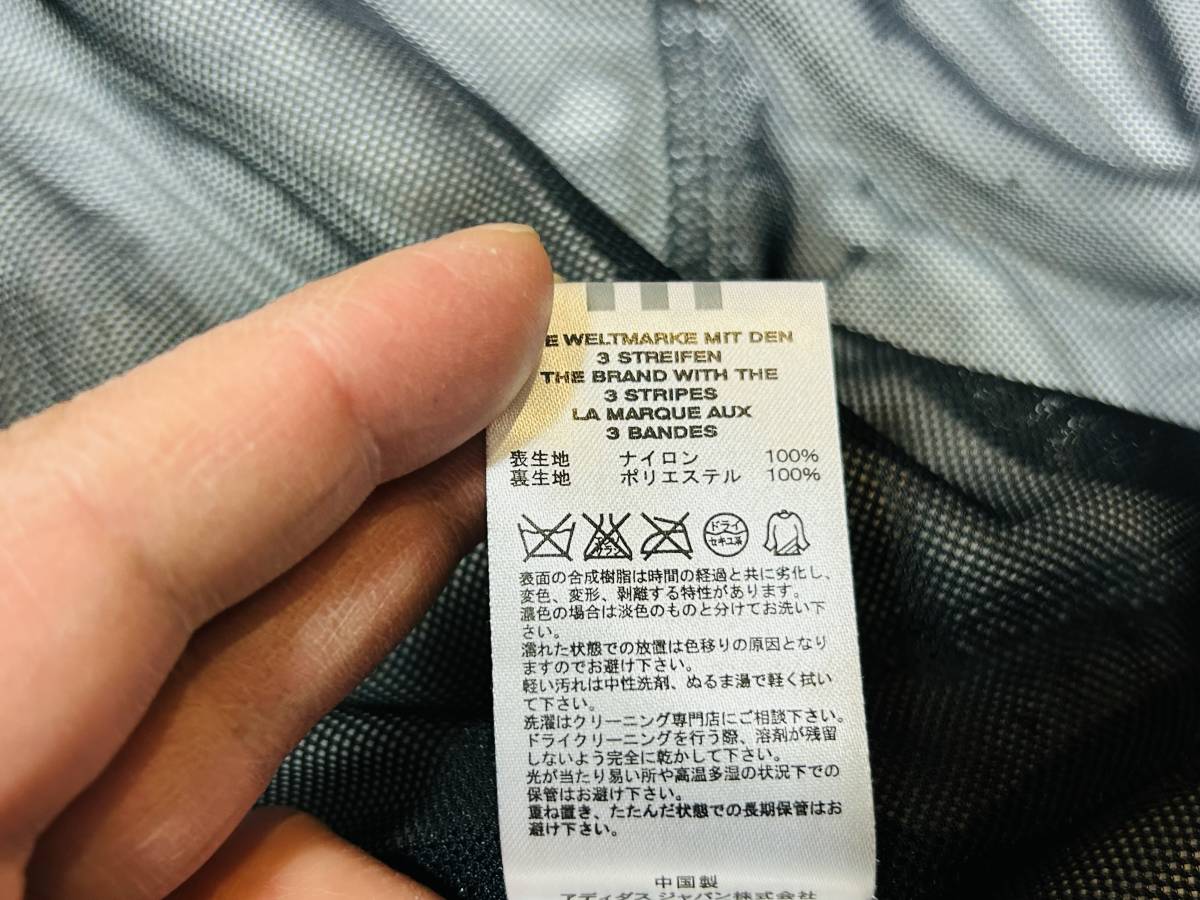 E WELTMARKE MIT DEN
3 STREIFEN
THE BRAND WITH THE
3 STRIPES
LA MARQUE AUX
3 BANDES
表生地 ナイロン 100%
裏生地 ポリエステル 100%
ドライ
セキユ系
表面の合成樹脂は時間の経過と共に劣化し、
変色、変形、剥離する特性があります。
濃色の場合は淡色のものと分けてお洗い下
さい。
濡れた状態での放置は色移りの原因となり
ますのでお避け下さい。
軽い汚れは中性洗剤、ぬるま湯で軽く拭い
て下さい。
洗濯はクリーニング専門店にご相談下さい。
ドライクリーニングを行う際、溶剤が残留
しないよう完全に乾かして下さい。
光が当たり易い所や高温多湿の状況下での
保管はお避け下さい。
重ね置き、たたんだ状態での長期保管はお
避け下さい。
中国製
アディダス ジャパン株式会社